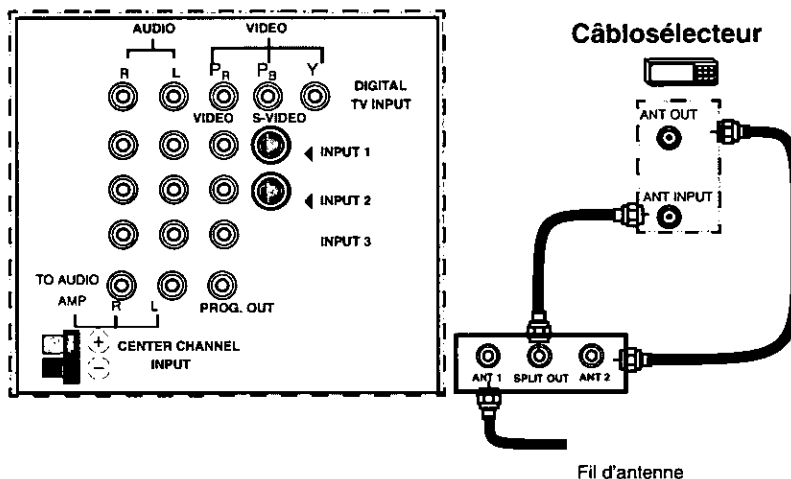 AUDIO VIDEO
R L PR PB Y
DIGITAL
TV INPUT
VIDEO S-VIDEO
INPUT 1
INPUT 2
INPUT 3
TO AUDIO
AMP R L PROG. OUT
+ CENTER CHANNEL
− INPUT
Câblosélecteur
ANT OUT
ANT INPUT
ANT 1 SPLIT OUT ANT 2
Fil d'antenne